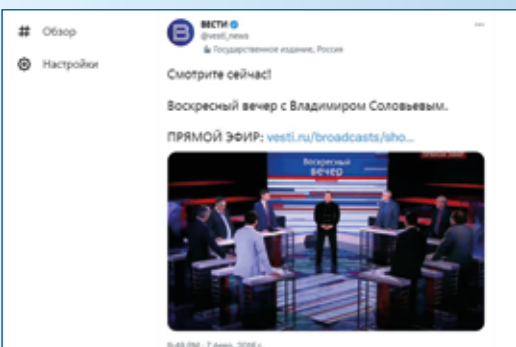 Обзор
Настройки
ВЕСТИ
@vesti_news
Государственное издание, Россия
Смотрите сейчас!
Воскресный вечер с Владимиром Соловьевым.
ПРЯМОЙ ЭФИР: vesti.ru/broadcasts/sho...
Воскресный
вечер